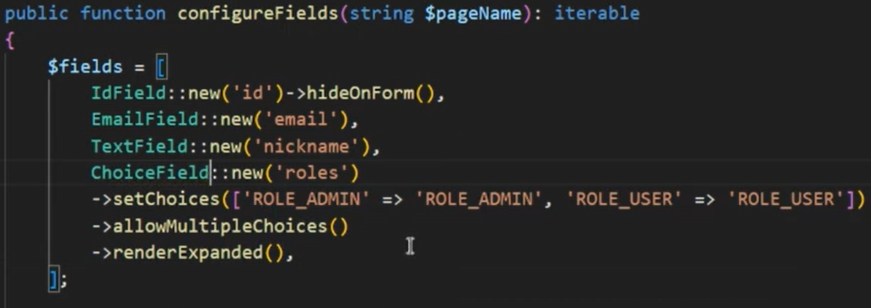 public function configureFields(string $pageName): iterable
{
$fields = [
IdField::new('id')->hideOnForm(),
EmailField::new('email'),
TextField::new('nickname'),
ChoiceField::new('roles')
->setChoices(['ROLE_ADMIN' => 'ROLE_ADMIN', 'ROLE_USER' => 'ROLE_USER'])
->allowMultipleChoices()
->renderExpanded(),
];